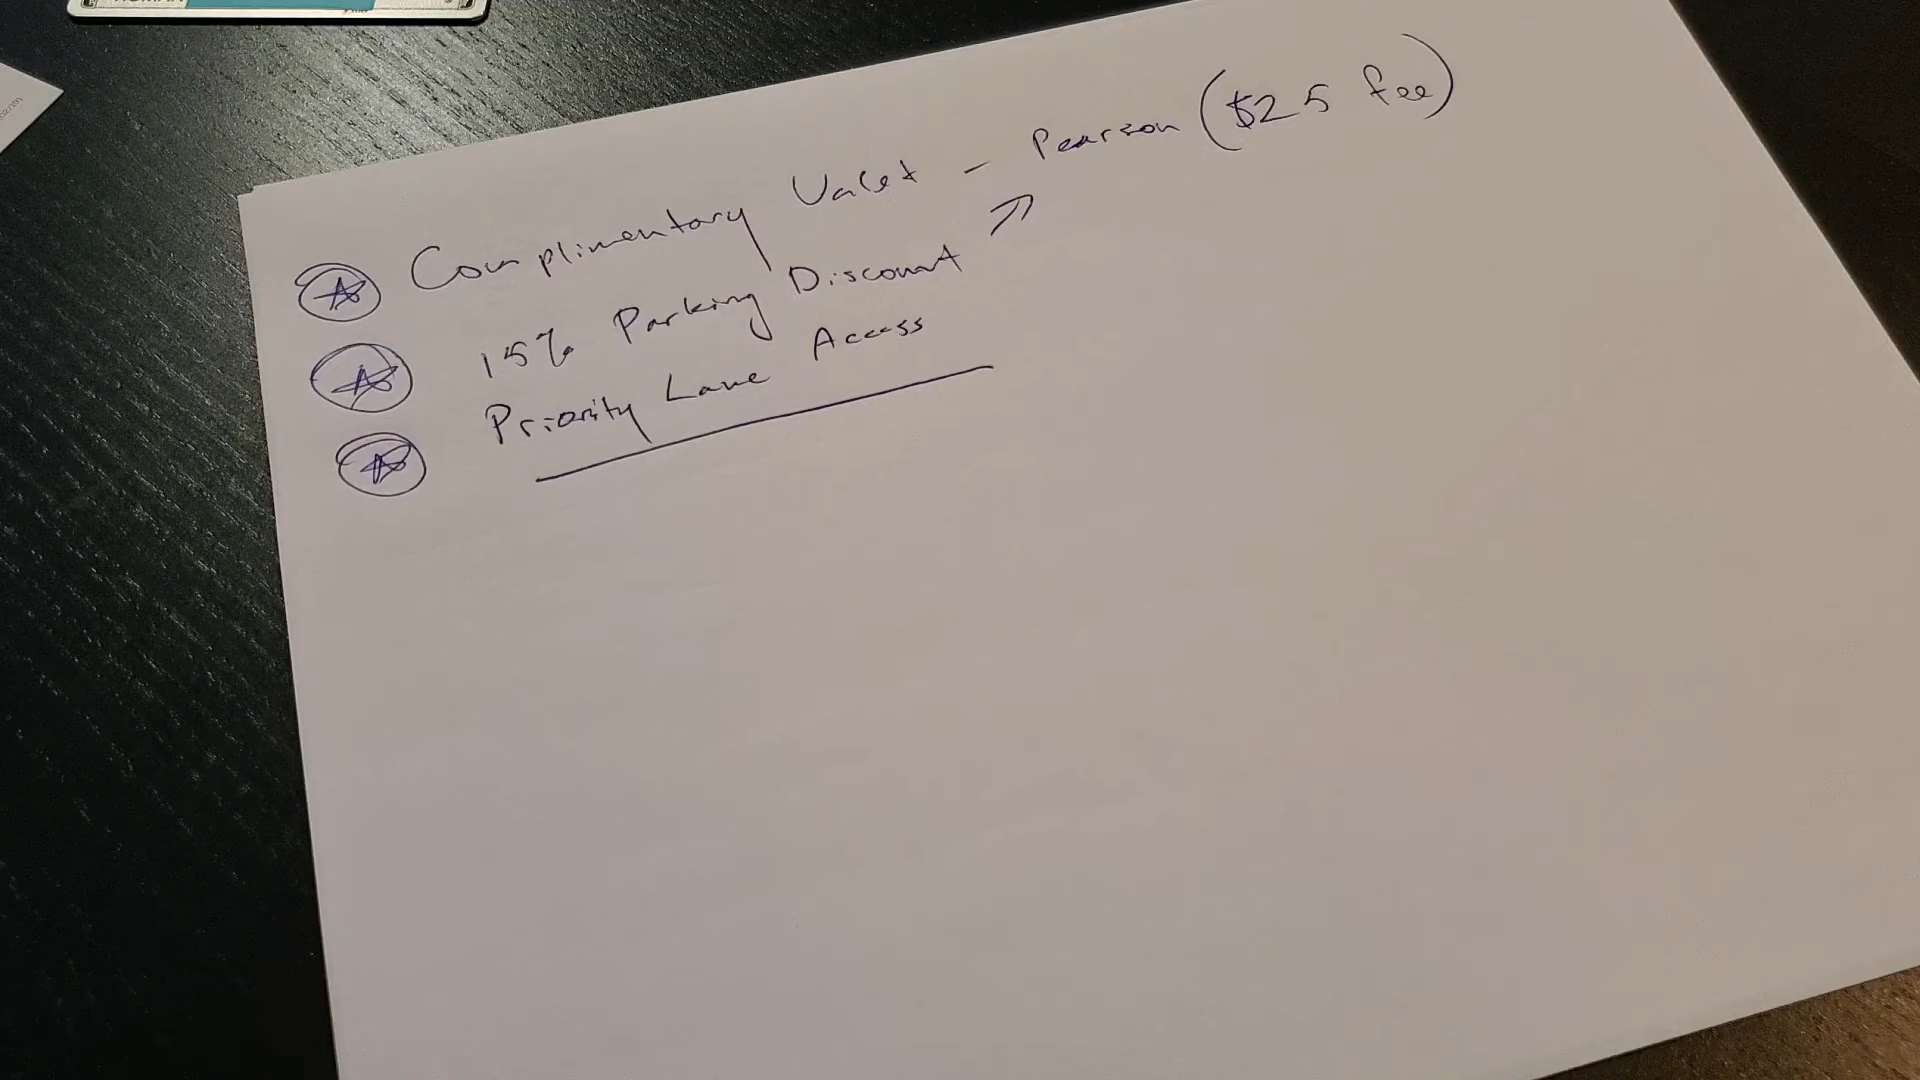 Complimentary Valet - Pearson ($25 fee)
15% Parking Discount
Priority Lane Access